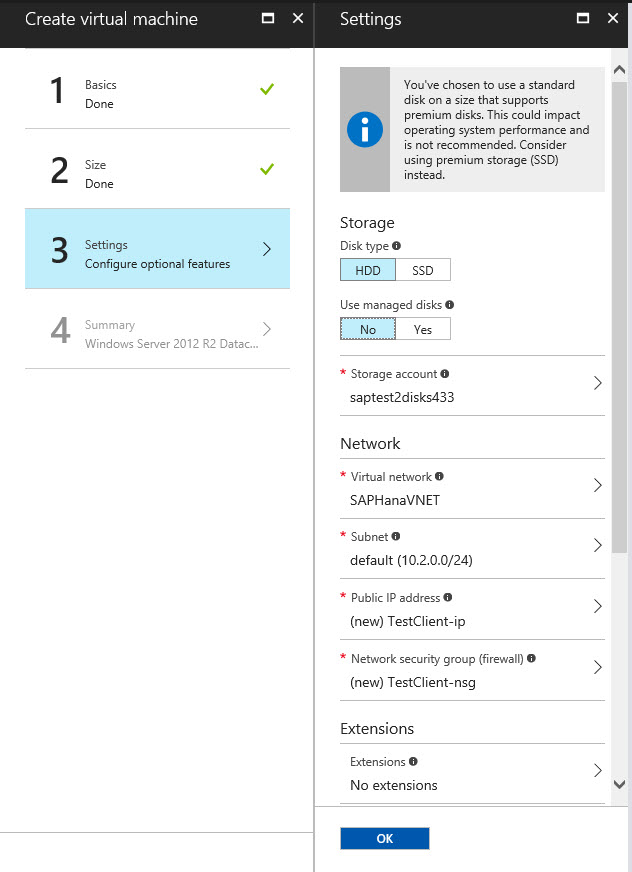 Create virtual machine
1
Basics
Done
2
Size
Done
3
Settings
Configure optional features
4
Summary
Windows Server 2012 R2 Datac...
Settings
You've chosen to use a standard
disk on a size that supports
premium disks. This could impact
operating system performance and
is not recommended. Consider
using premium storage (SSD)
instead.
Storage
Disk type
HDD SSD
Use managed disks
No Yes
* Storage account
saptest2disks433
Network
* Virtual network
SAPHanaVNET
* Subnet
default (10.2.0.0/24)
* Public IP address
(new) TestClient-ip
* Network security group (firewall)
(new) TestClient-nsg
Extensions
Extensions
No extensions
OK